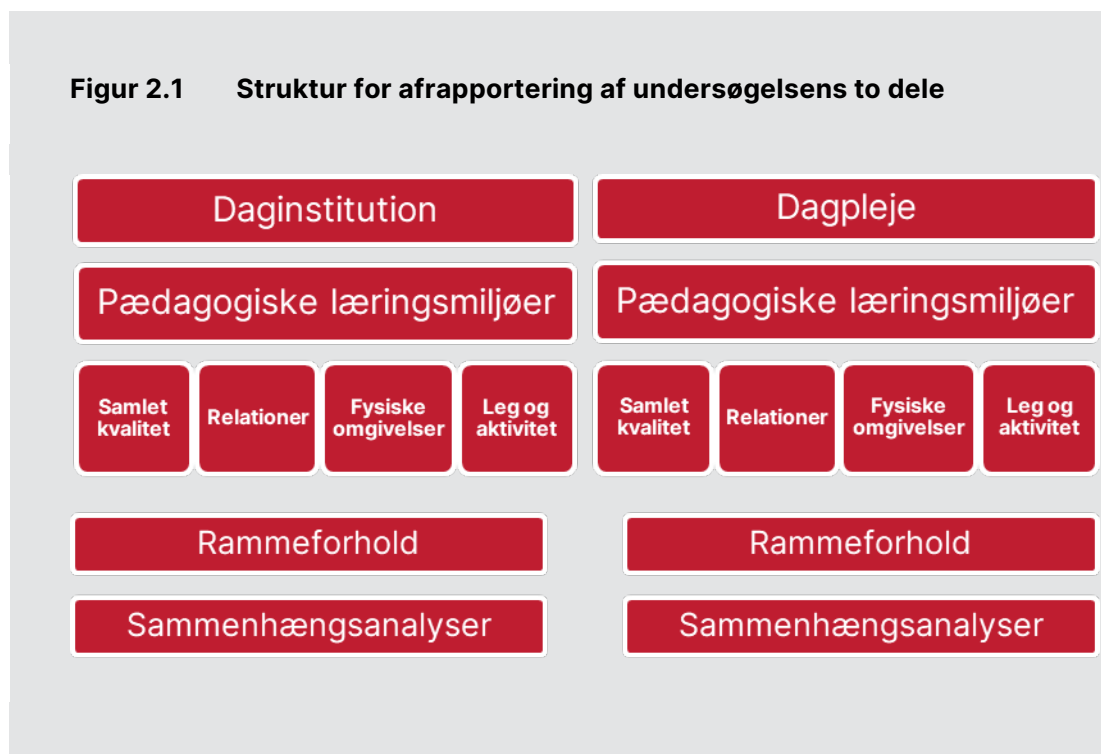 Figur 2.1 Struktur for afrapportering af undersøgelsens to dele
Daginstitution
Pædagogiske læringsmiljøer
Samlet
kvalitet
Relationer
Fysiske
omgivelser
Leg og
aktivitet
Rammeforhold
Sammenhængsanalyser
Dagpleje
Pædagogiske læringsmiljøer
Samlet
kvalitet
Relationer
Fysiske
omgivelser
Leg og
aktivitet
Rammeforhold
Sammenhængsanalyser